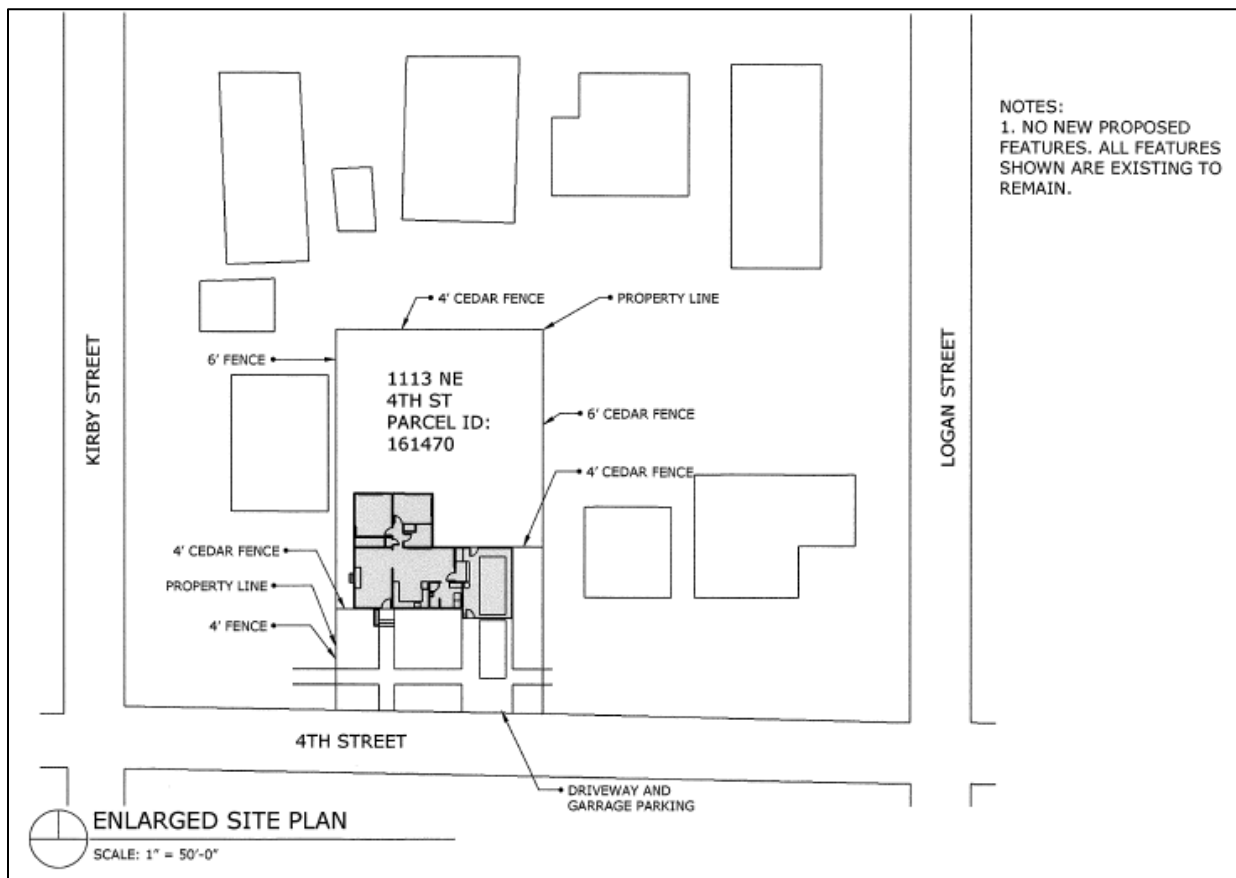 NOTES:
1. NO NEW PROPOSED
FEATURES. ALL FEATURES
SHOWN ARE EXISTING TO
REMAIN.
4' CEDAR FENCE
PROPERTY LINE
6' FENCE
1113 NE
4TH ST
PARCEL ID:
161470
6' CEDAR FENCE
4' CEDAR FENCE
KIRBY STREET
LOGAN STREET
4' CEDAR FENCE
PROPERTY LINE
4' FENCE
4TH STREET
DRIVEWAY AND
GARRAGE PARKING
ENLARGED SITE PLAN
SCALE: 1" = 50'-0"